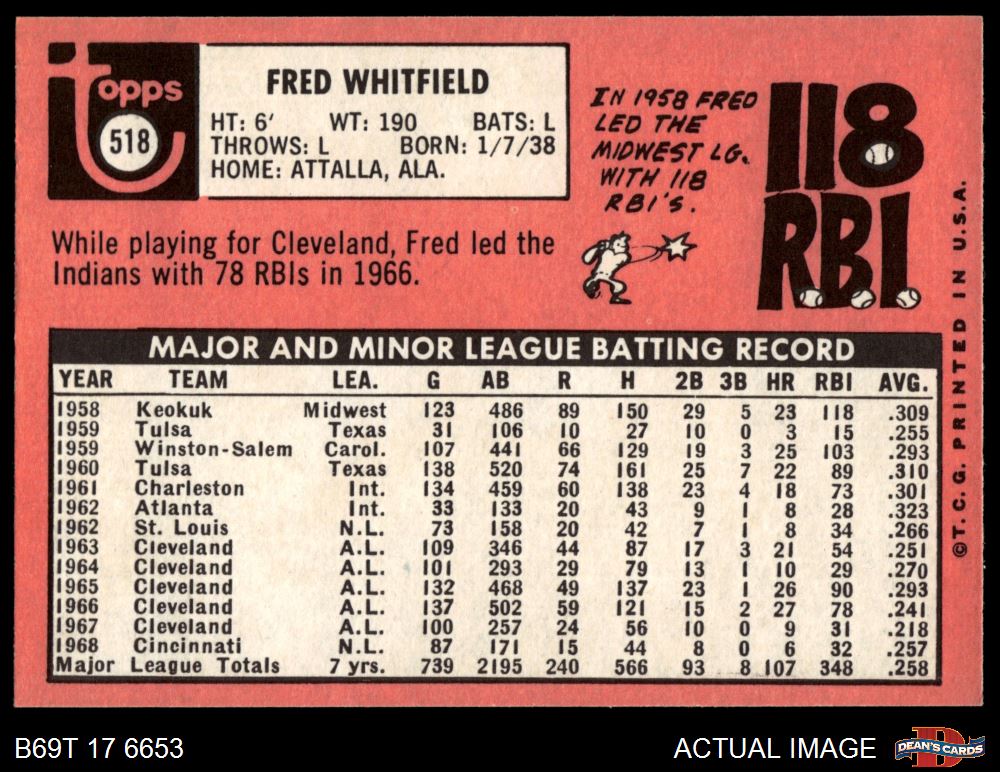 Topps
518
FRED WHITFIELD
HT: 6' WT: 190 BATS: L
THROWS: L BORN: 1/7/38
HOME: ATTALLA, ALA.
While playing for Cleveland, Fred led the
Indians with 78 RBIs in 1966.
IN 1958 FRED
LED THE
MIDWEST LG.
WITH 118
RBI'S.
118
R.B.I.
MAJOR AND MINOR LEAGUE BATTING RECORD
YEAR TEAM LEA. G AB R H 2B 3B HR RBI AVG.
1958 Keokuk Midwest 123 486 89 150 29 5 23 118 .309
1959 Tulsa Texas 31 106 10 27 10 0 3 15 .255
1959 Winston-Salem Carol. 107 441 66 129 19 3 25 103 .293
1960 Tulsa Texas 138 520 74 161 25 7 22 89 .310
1961 Charleston Int. 134 459 60 138 23 4 18 73 .301
1962 Atlanta Int. 33 133 20 43 9 1 8 28 .323
1962 St. Louis N.L. 73 158 20 42 7 1 8 34 .266
1963 Cleveland A.L. 109 346 44 87 17 3 21 54 .251
1964 Cleveland A.L. 101 293 29 79 13 1 10 29 .270
1965 Cleveland A.L. 132 468 49 137 23 1 26 90 .293
1966 Cleveland A.L. 137 502 59 121 15 2 27 78 .241
1967 Cleveland A.L. 100 257 24 56 10 0 9 31 .218
1968 Cincinnati N.L. 87 171 15 44 8 0 6 32 .257
Major League Totals 7 yrs. 739 2195 240 566 93 8 107 348 .258
©T.C.G. PRINTED IN U.S.A.
B69T 17 6653
ACTUAL IMAGE
D
DEAN'S CARDS